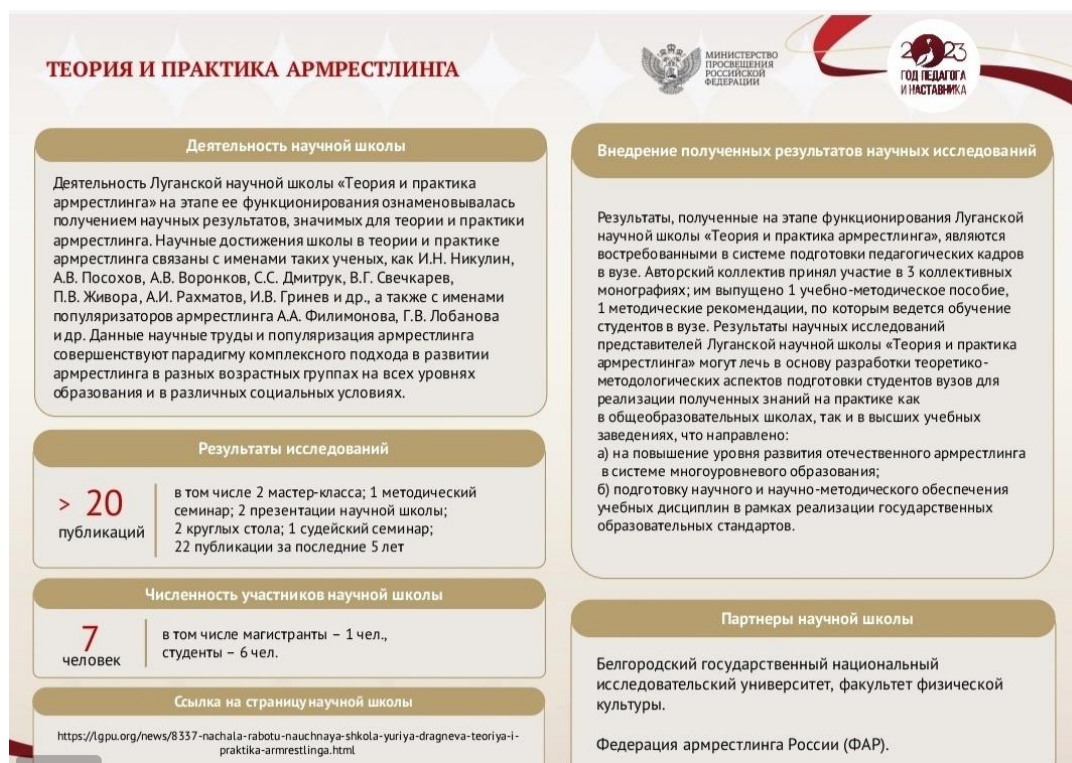 ТЕОРИЯ И ПРАКТИКА АРМРЕСТЛИНГА
МИНИСТЕРСТВО
ПРОСВЕЩЕНИЯ
РОССИЙСКОЙ
ФЕДЕРАЦИИ
2023
ГОД ПЕДАГОГА
И НАСТАВНИКА
Деятельность научной школы
Деятельность Луганской научной школы «Теория и практика
армрестлинга» на этапе ее функционирования ознаменовывалась
получением научных результатов, значимых для теории и практики
армрестлинга. Научные достижения школы в теории и практике
армрестлинга связаны с именами таких ученых, как И.Н. Никулин,
А.В. Посохов, А.В. Воронков, С.С. Дмитрук, В.Г. Свечкарев,
П.В. Живора, А.И. Рахматов, И.В. Гринев и др., а также с именами
популяризаторов армрестлинга А.А. Филимонова, Г.В. Лобанова
и др. Данные научные труды и популяризация армрестлинга
совершенствуют парадигму комплексного подхода в развитии
армрестлинга в разных возрастных группах на всех уровнях
образования и в различных социальных условиях.
Результаты исследований
> 20
публикаций
в том числе 2 мастер-класса; 1 методический
семинар; 2 презентации научной школы;
2 круглых стола; 1 судейский семинар;
22 публикации за последние 5 лет
Численность участников научной школы
7
человек
в том числе магистранты – 1 чел.,
студенты – 6 чел.
Ссылка на страницу научной школы
https://lgpu.org/news/8337-nachala-rabotu-nauchnaya-shkola-yuriya-dragneva-teoriya-i-
praktika-armrestlinga.html
Внедрение полученных результатов научных исследований
Результаты, полученные на этапе функционирования Луганской
научной школы «Теория и практика армрестлинга», являются
востребованными в системе подготовки педагогических кадров
в вузе. Авторский коллектив принял участие в 3 коллективных
монографиях; им выпущено 1 учебно-методическое пособие,
1 методические рекомендации, по которым ведется обучение
студентов в вузе. Результаты научных исследований
представителей Луганской научной школы «Теория и практика
армрестлинга» могут лечь в основу разработки теоретико-
методологических аспектов подготовки студентов вузов для
реализации полученных знаний на практике как
в общеобразовательных школах, так и в высших учебных
заведениях, что направлено:
а) на повышение уровня развития отечественного армрестлинга
в системе многоуровневого образования;
б) подготовку научного и научно-методического обеспечения
учебных дисциплин в рамках реализации государственных
образовательных стандартов.
Партнеры научной школы
Белгородский государственный национальный
исследовательский университет, факультет физической
культуры.
Федерация армрестлинга России (ФАР).